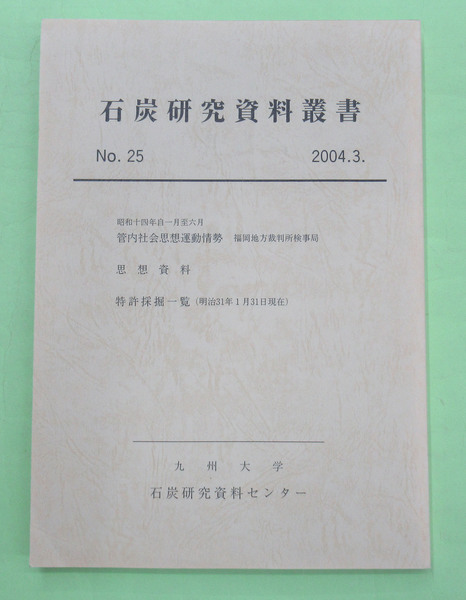 石炭研究資料叢書
No. 25 2004.3.
昭和十四年自一月至六月
管内社会思想運動情勢 福岡地方裁判所検事局
思想資料
特許採掘一覧（明治31年1月31日現在）
九州大学
石炭研究資料センター